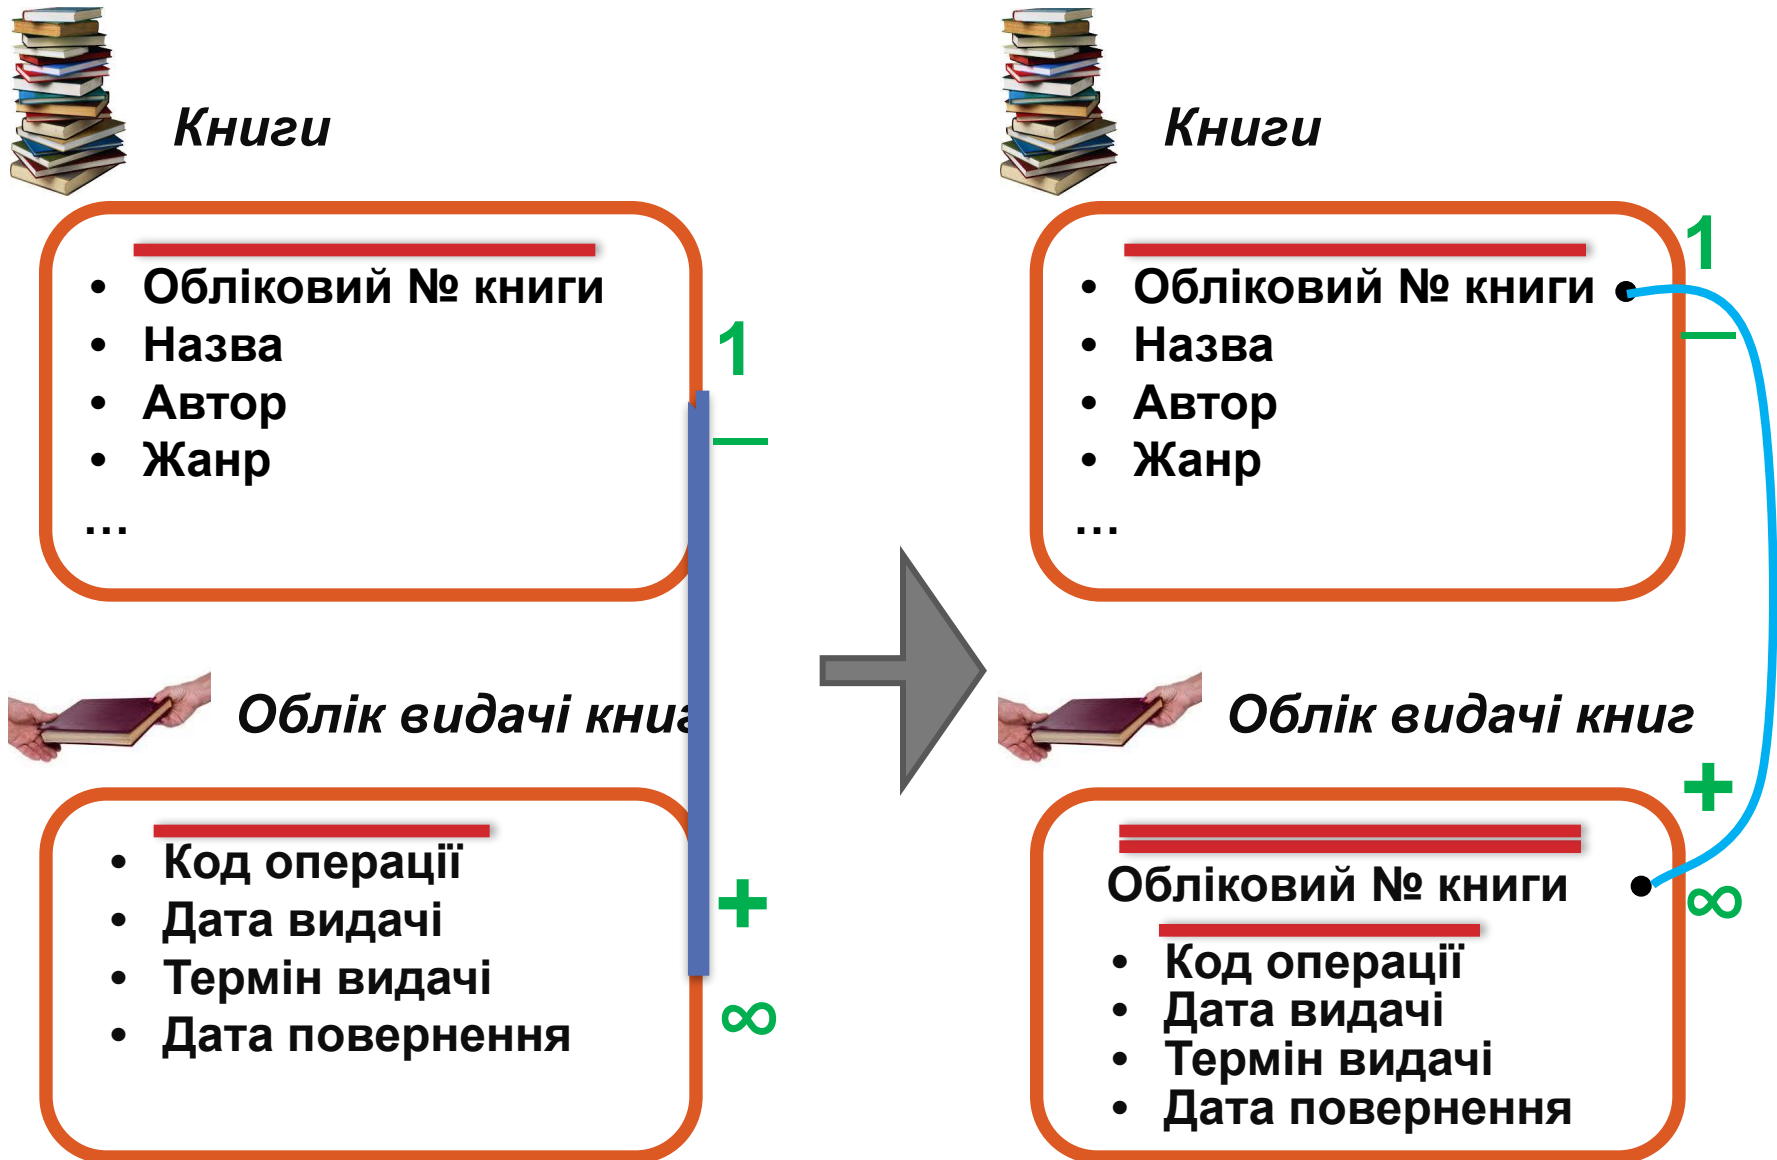 Книги
• Обліковий № книги
• Назва
• Автор
• Жанр
…
1
—
Облік видачі книг
• Код операції
• Дата видачі
• Термін видачі
• Дата повернення
+
∞
Книги
• Обліковий № книги
• Назва
• Автор
• Жанр
…
1
—
Облік видачі книг
Обліковий № книги
• Код операції
• Дата видачі
• Термін видачі
• Дата повернення
+
∞